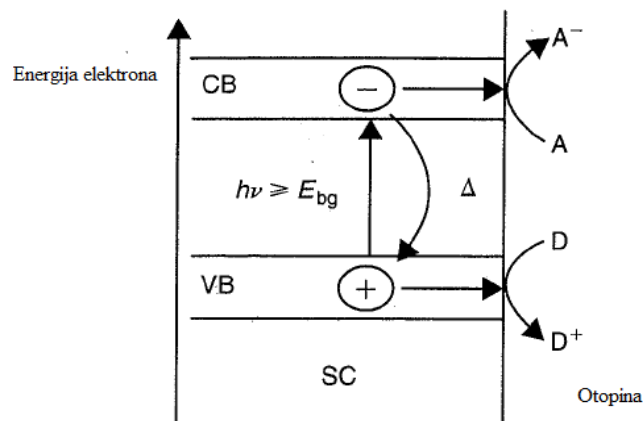 A⁻
Energija elektrona
CB
−
A
hν ≥ E_bg
Δ
D
VB
+
D⁺
SC
Otopina